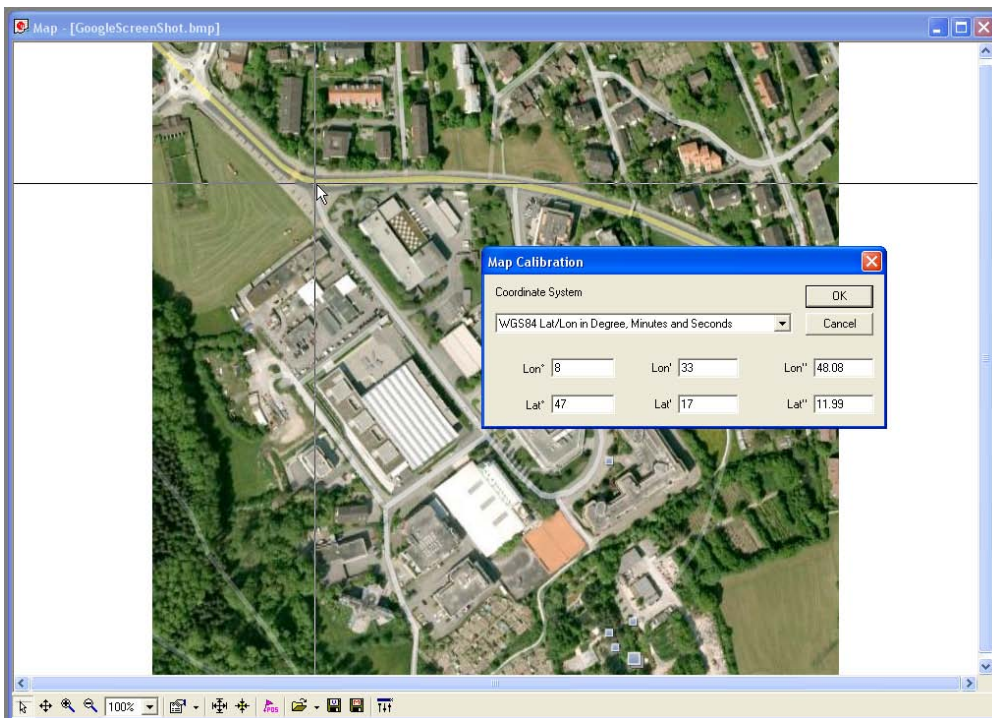 Map - [GoogleScreenShot.bmp]
Map Calibration
Coordinate System
OK
WGS84 Lat/Lon in Degree, Minutes and Seconds
Cancel
Lon° 8 Lon' 33 Lon'' 48.08
Lat° 47 Lat' 17 Lat'' 11.99
100%
POS